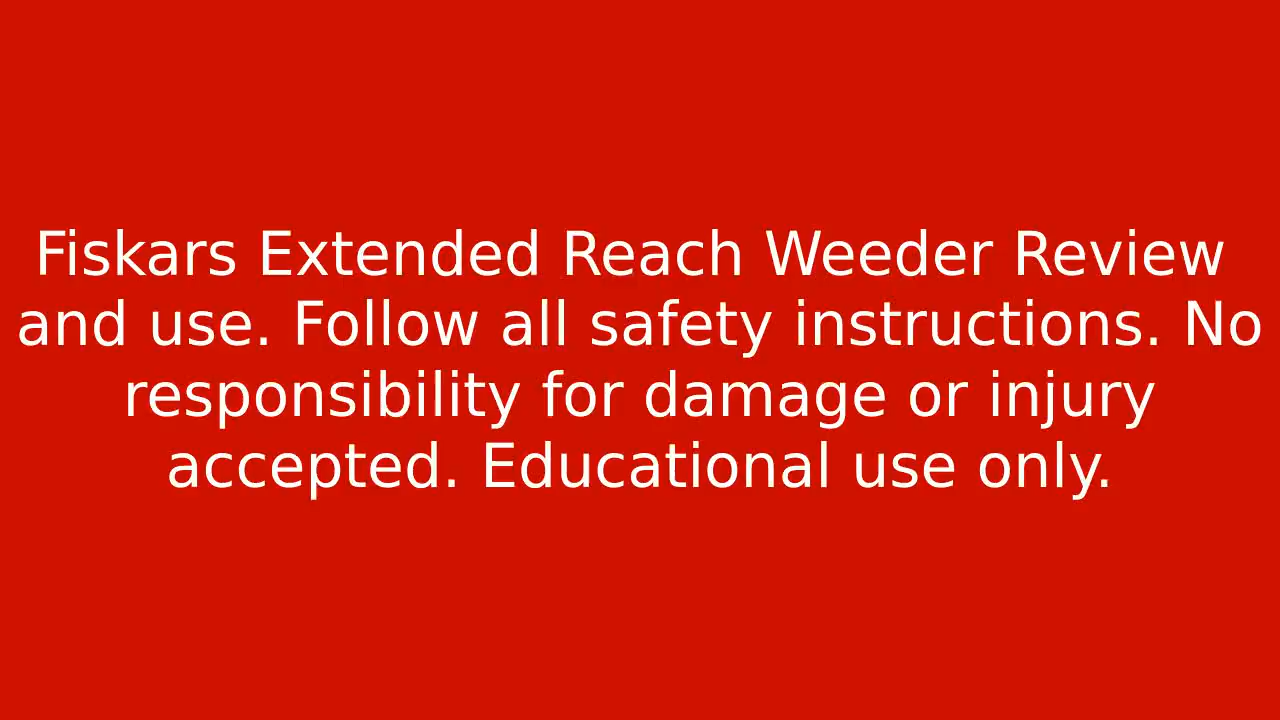 Fiskars Extended Reach Weeder Review
and use. Follow all safety instructions. No
responsibility for damage or injury
accepted. Educational use only.